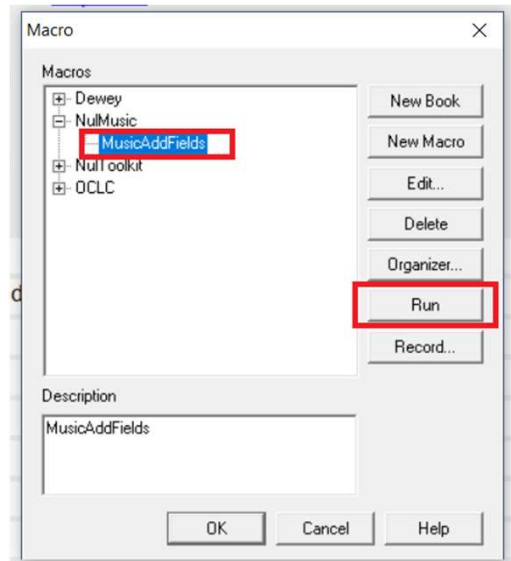 Macro
Macros
Dewey
NulMusic
MusicAddFields
NulToolkit
OCLC
New Book
New Macro
Edit...
Delete
Organizer...
Run
Record...
d
Description
MusicAddFields
OK
Cancel
Help